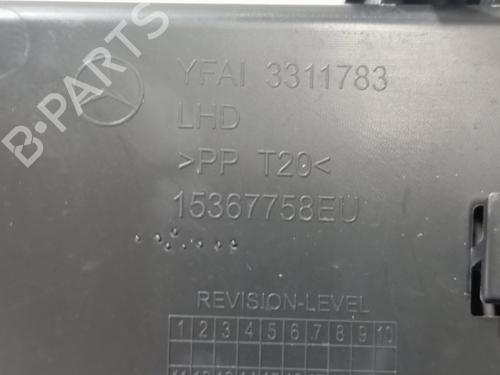 B-PARTS
YFAI 3311783
LHD
>PP T20<
15367758EU
REVISION-LEVEL
1 2 3 4 5 6 7 8 9 10